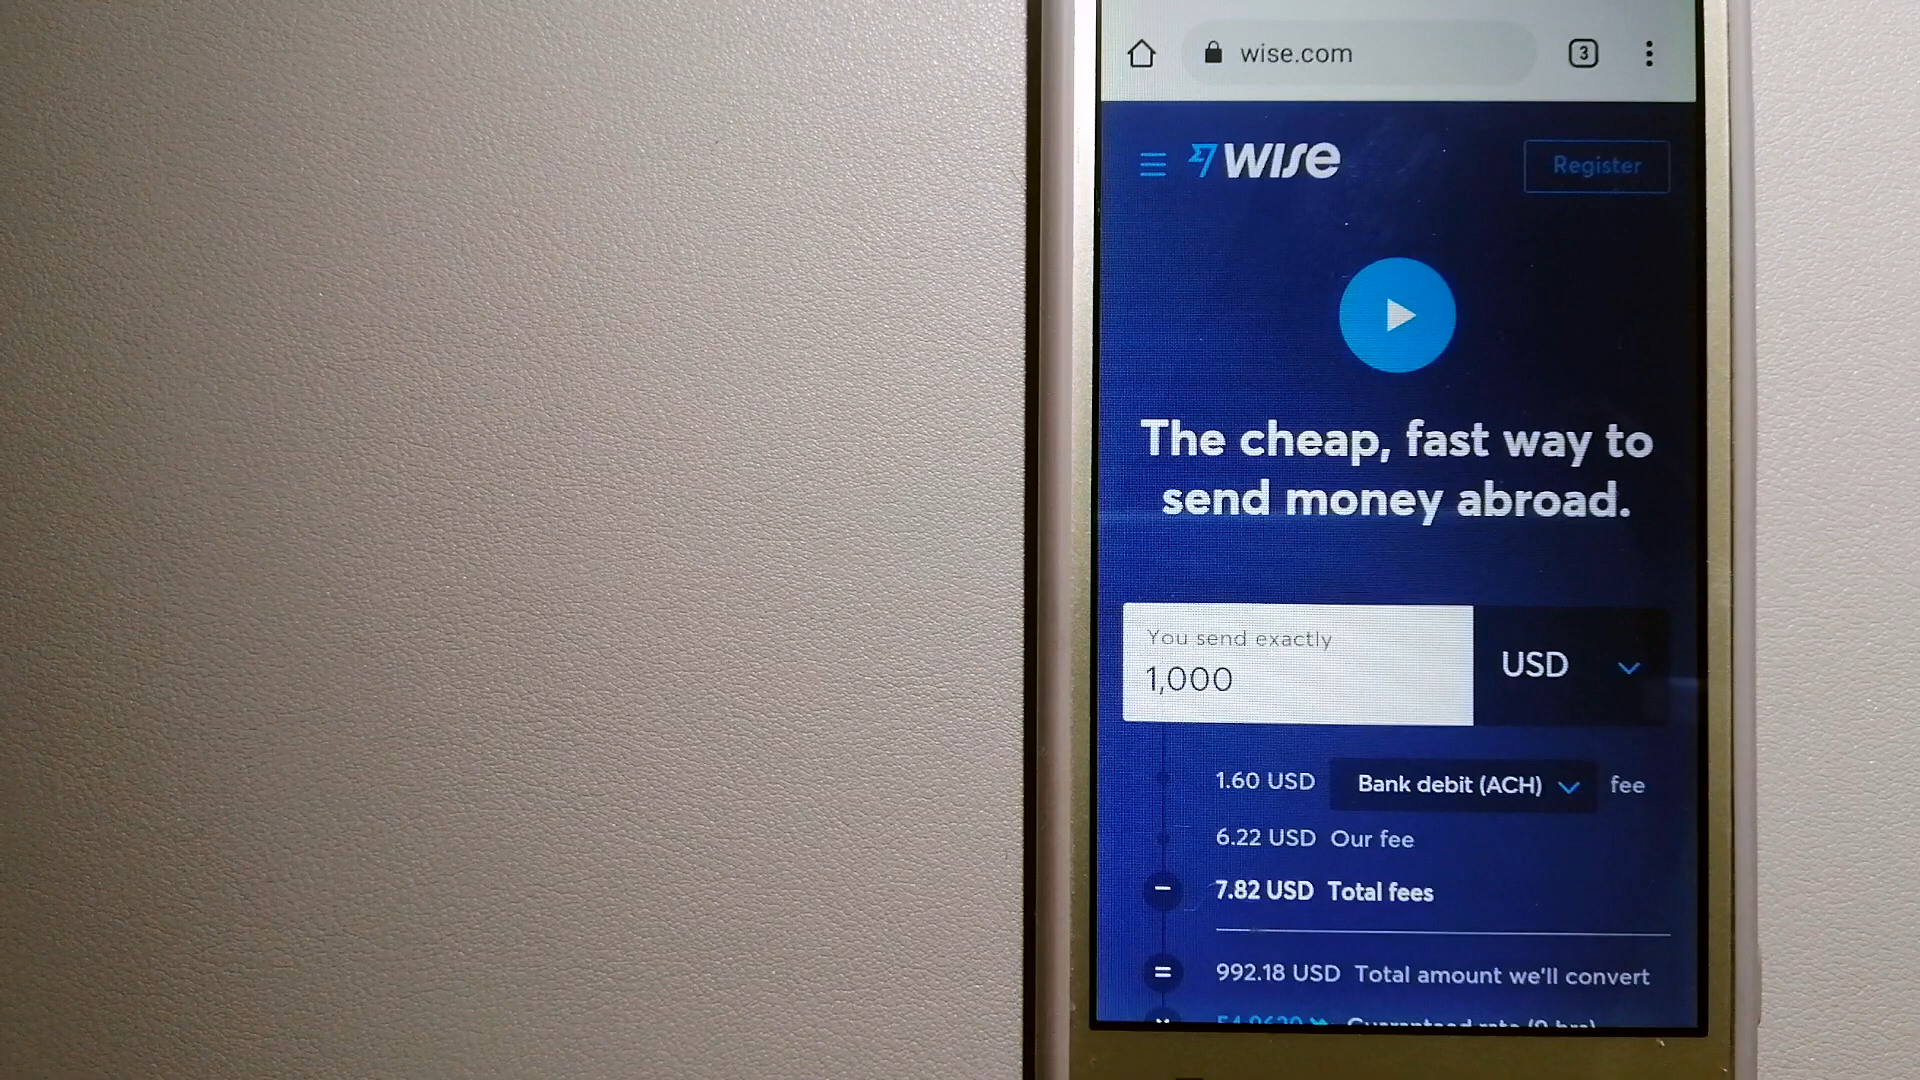 wise.com
3
wise
Register
The cheap, fast way to
send money abroad.
You send exactly
1,000
USD
1.60 USD Bank debit (ACH) fee
6.22 USD Our fee
7.82 USD Total fees
992.18 USD Total amount we'll convert
Guaranteed rate